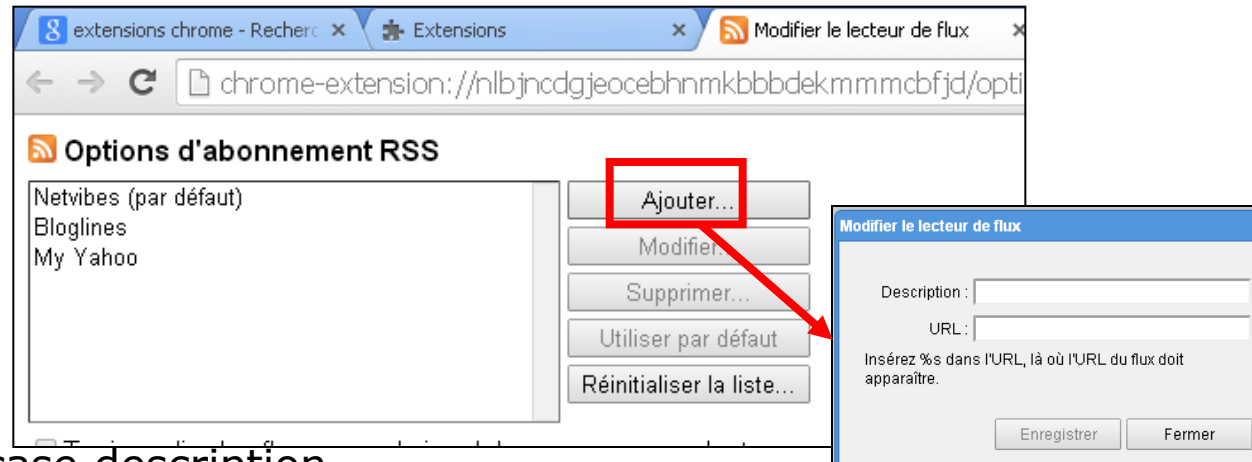 extensions chrome - Recherc
Extensions
Modifier le lecteur de flux
chrome-extension://nlbjncdgjeocebhnmkbbbdekmmmcbfjd/opti
Options d'abonnement RSS
Netvibes (par défaut)
Bloglines
My Yahoo
Ajouter...
Modifier...
Supprimer...
Utiliser par défaut
Réinitialiser la liste...
Modifier le lecteur de flux
Description :
URL :
Insérez %s dans l'URL, là où l'URL du flux doit
apparaître.
Enregistrer
Fermer
case description